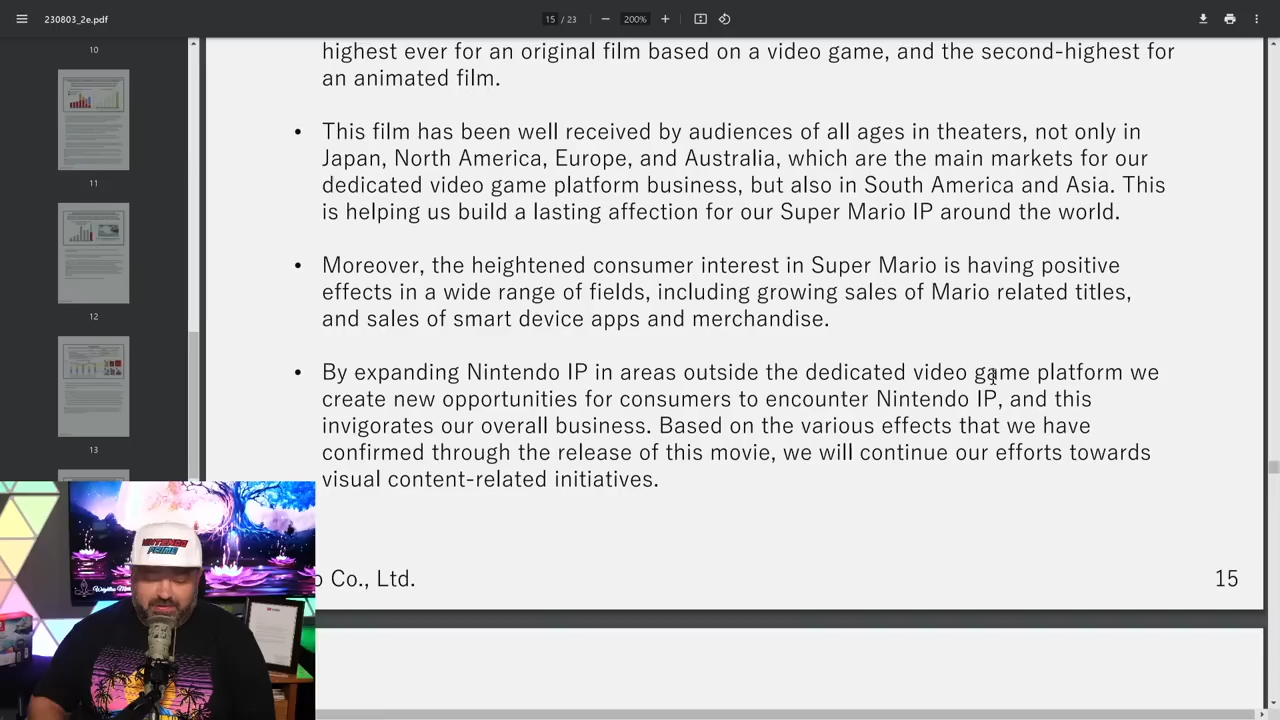 230803_2e.pdf
15 / 23
200%
10
11
12
13
highest ever for an original film based on a video game, and the second-highest for
an animated film.
• This film has been well received by audiences of all ages in theaters, not only in
Japan, North America, Europe, and Australia, which are the main markets for our
dedicated video game platform business, but also in South America and Asia. This
is helping us build a lasting affection for our Super Mario IP around the world.
• Moreover, the heightened consumer interest in Super Mario is having positive
effects in a wide range of fields, including growing sales of Mario related titles,
and sales of smart device apps and merchandise.
• By expanding Nintendo IP in areas outside the dedicated video game platform we
create new opportunities for consumers to encounter Nintendo IP, and this
invigorates our overall business. Based on the various effects that we have
confirmed through the release of this movie, we will continue our efforts towards
visual content-related initiatives.
Co., Ltd.
15
NINTENDO
PRIME